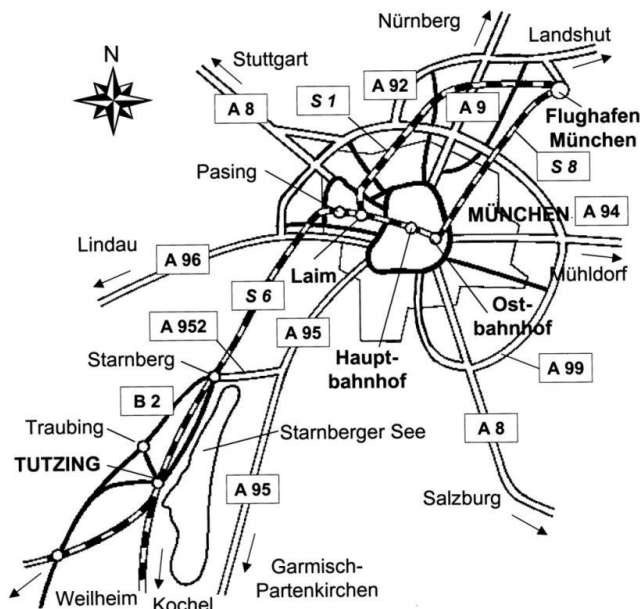 Nürnberg
N
Landshut
Stuttgart
A 92
S 1
A 9
A 8
Flughafen
München
Pasing
S 8
MÜNCHEN
A 94
Lindau
A 96
Laim
Mühldorf
S 6
Ost-
bahnhof
A 952
A 95
Haupt-
bahnhof
Starnberg
A 99
B 2
Traubing
Starnberger See
A 8
TUTZING
A 95
Salzburg
Garmisch-
Partenkirchen
Weilheim
Kochel